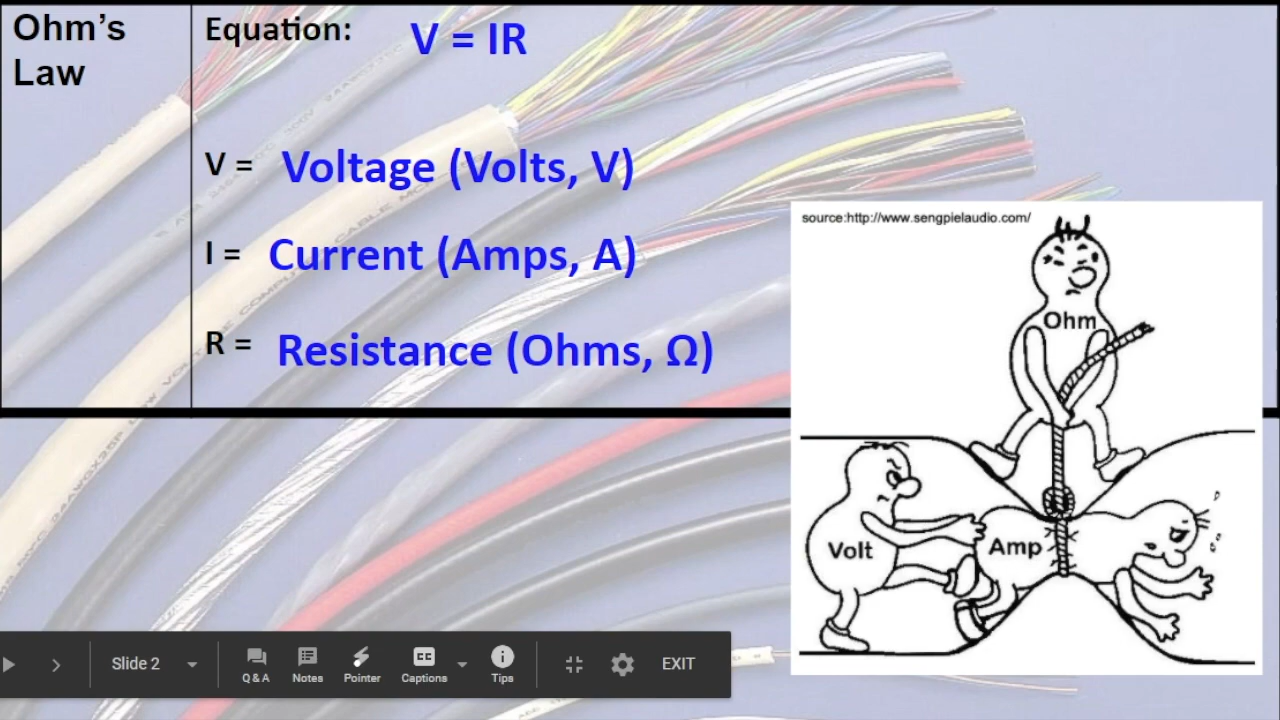 Ohm's
Law
Equation:
V = IR
V =
Voltage (Volts, V)
I =
Current (Amps, A)
R =
Resistance (Ohms, Ω)
source:http://www.sengpielaudio.com/
Ohm
Volt
Amp
Slide 2
Q & A
Notes
Pointer
CC
Captions
Tips
EXIT